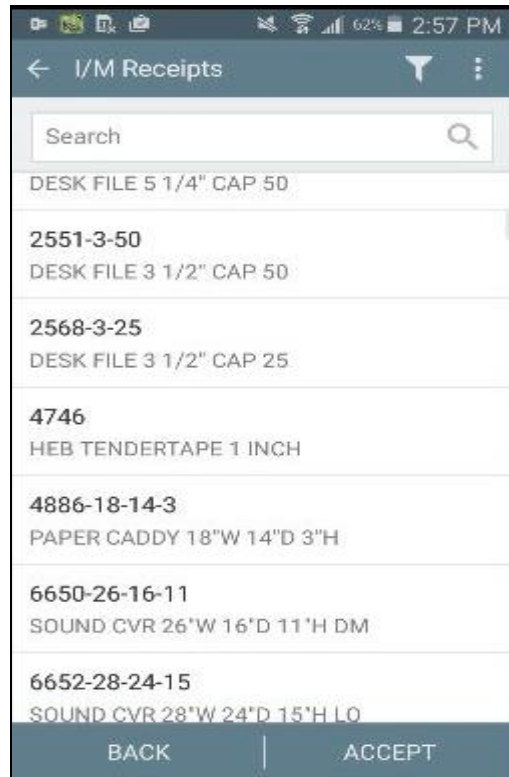 62% 2:57 PM
I/M Receipts
Search
DESK FILE 5 1/4" CAP 50
2551-3-50
DESK FILE 3 1/2" CAP 50
2568-3-25
DESK FILE 3 1/2" CAP 25
4746
HEB TENDERTAPE 1 INCH
4886-18-14-3
PAPER CADDY 18"W 14"D 3"H
6650-26-16-11
SOUND CVR 26"W 16"D 11"H DM
6652-28-24-15
SOUND CVR 28"W 24"D 15"H LO
BACK ACCEPT